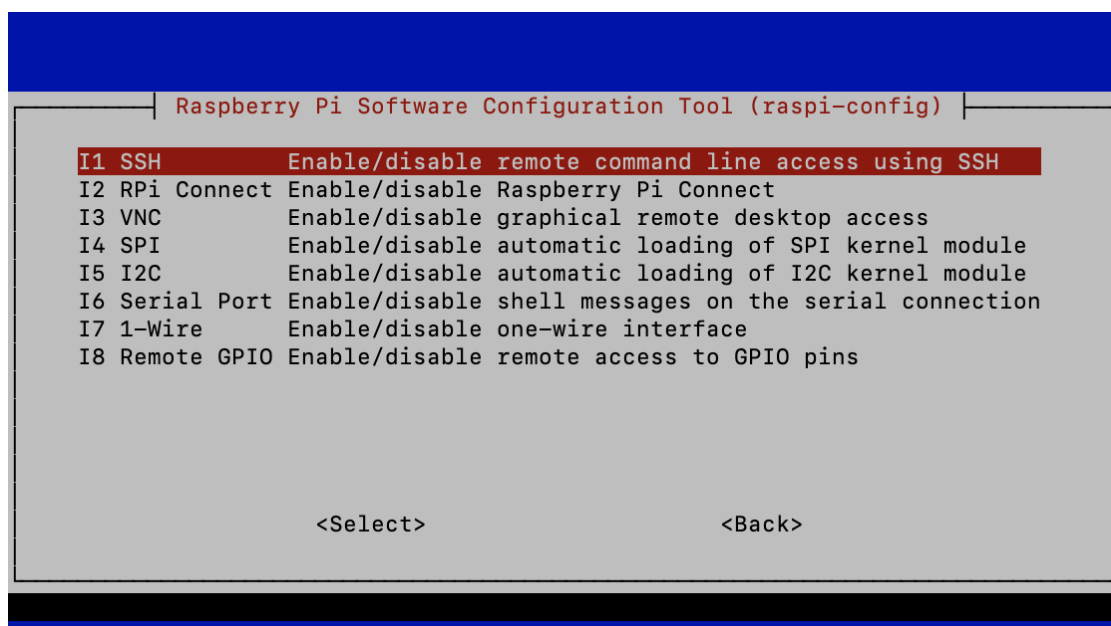 Raspberry Pi Software Configuration Tool (raspi-config)
I1 SSH Enable/disable remote command line access using SSH
I2 RPi Connect Enable/disable Raspberry Pi Connect
I3 VNC Enable/disable graphical remote desktop access
I4 SPI Enable/disable automatic loading of SPI kernel module
I5 I2C Enable/disable automatic loading of I2C kernel module
I6 Serial Port Enable/disable shell messages on the serial connection
I7 1-Wire Enable/disable one-wire interface
I8 Remote GPIO Enable/disable remote access to GPIO pins
<Select> <Back>